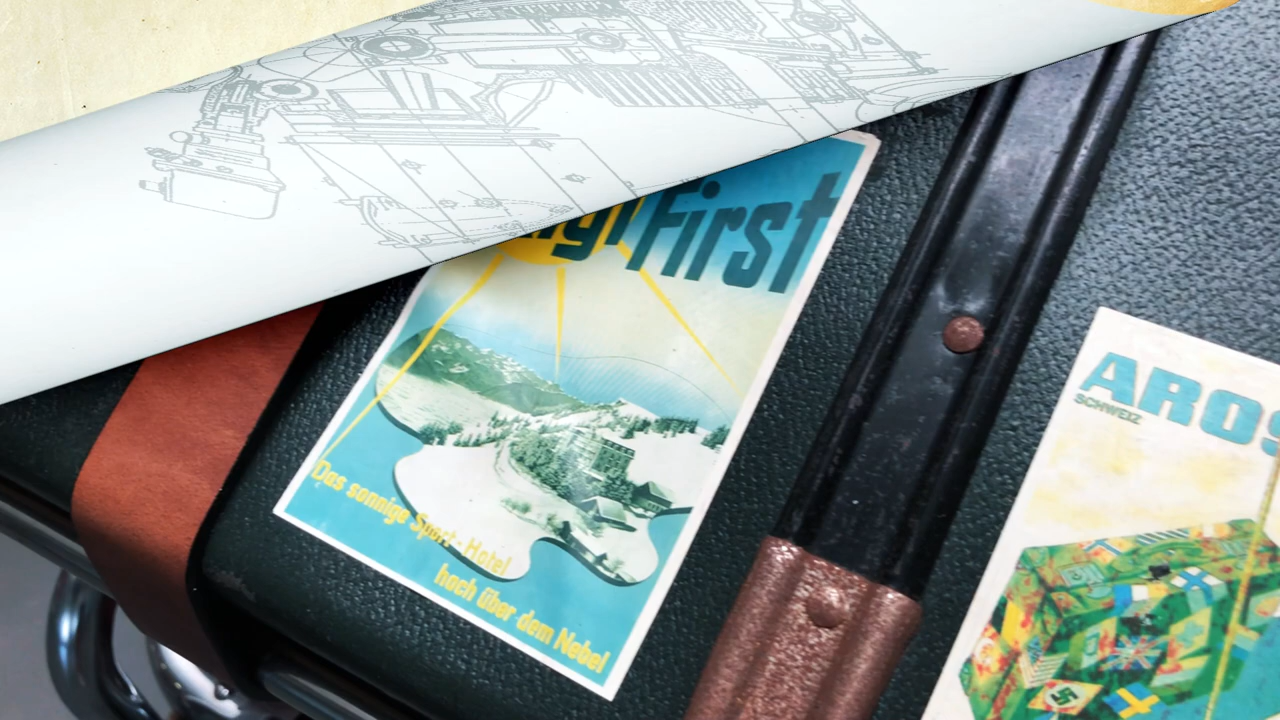 First
Das sonnige Sport-Hotel
hoch über dem Nebel
AROS
SCHWEIZ